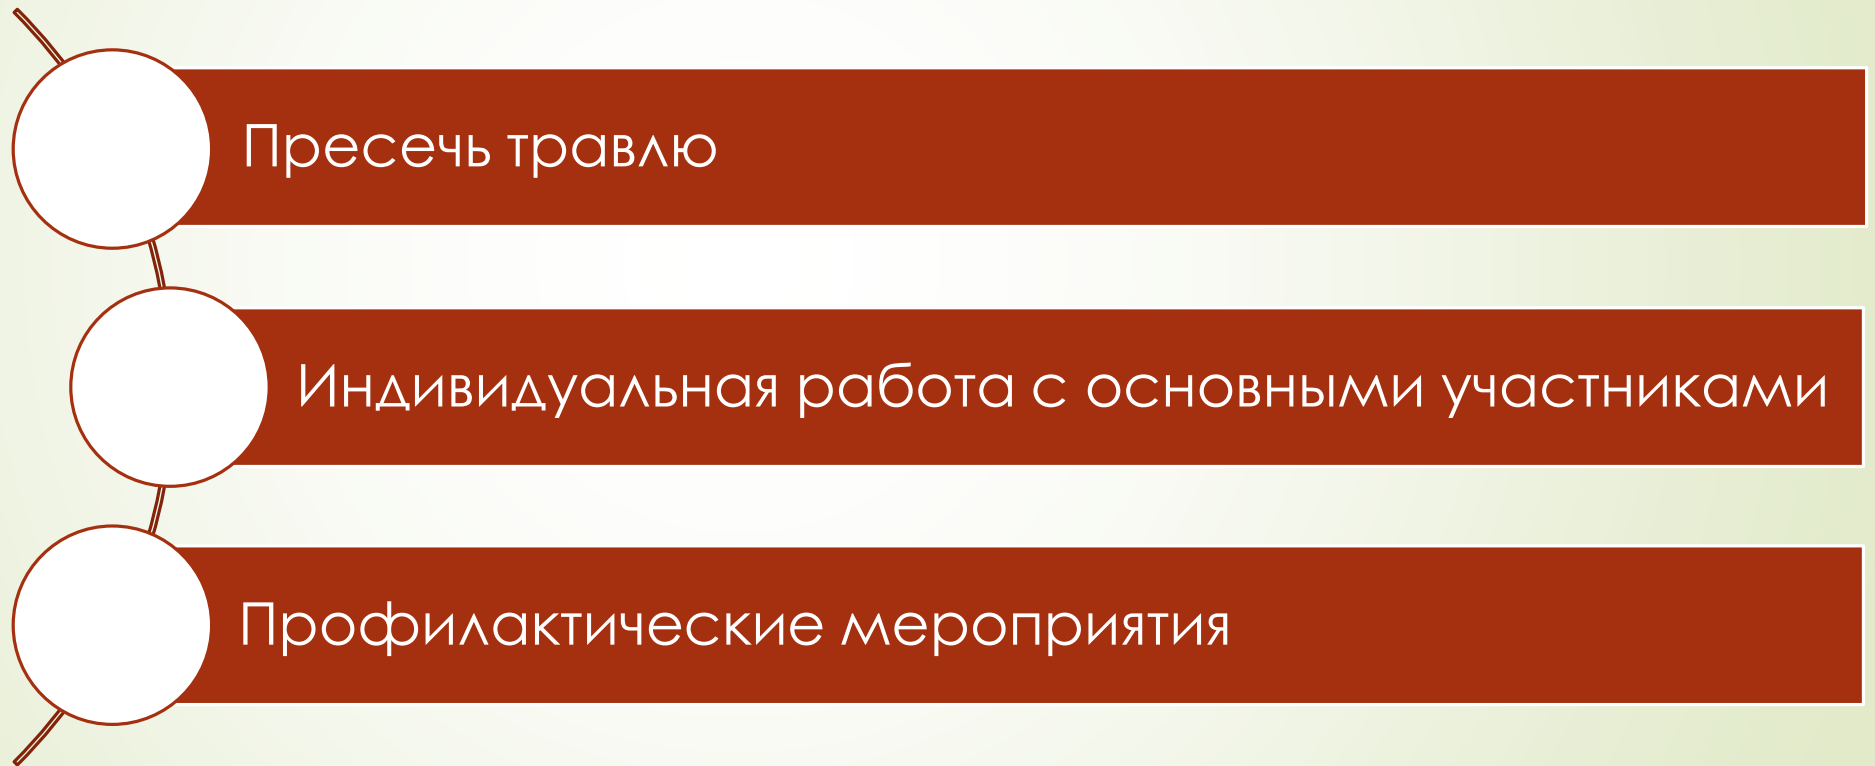 Пресечь травлю
Индивидуальная работа с основными участниками
Профилактические мероприятия